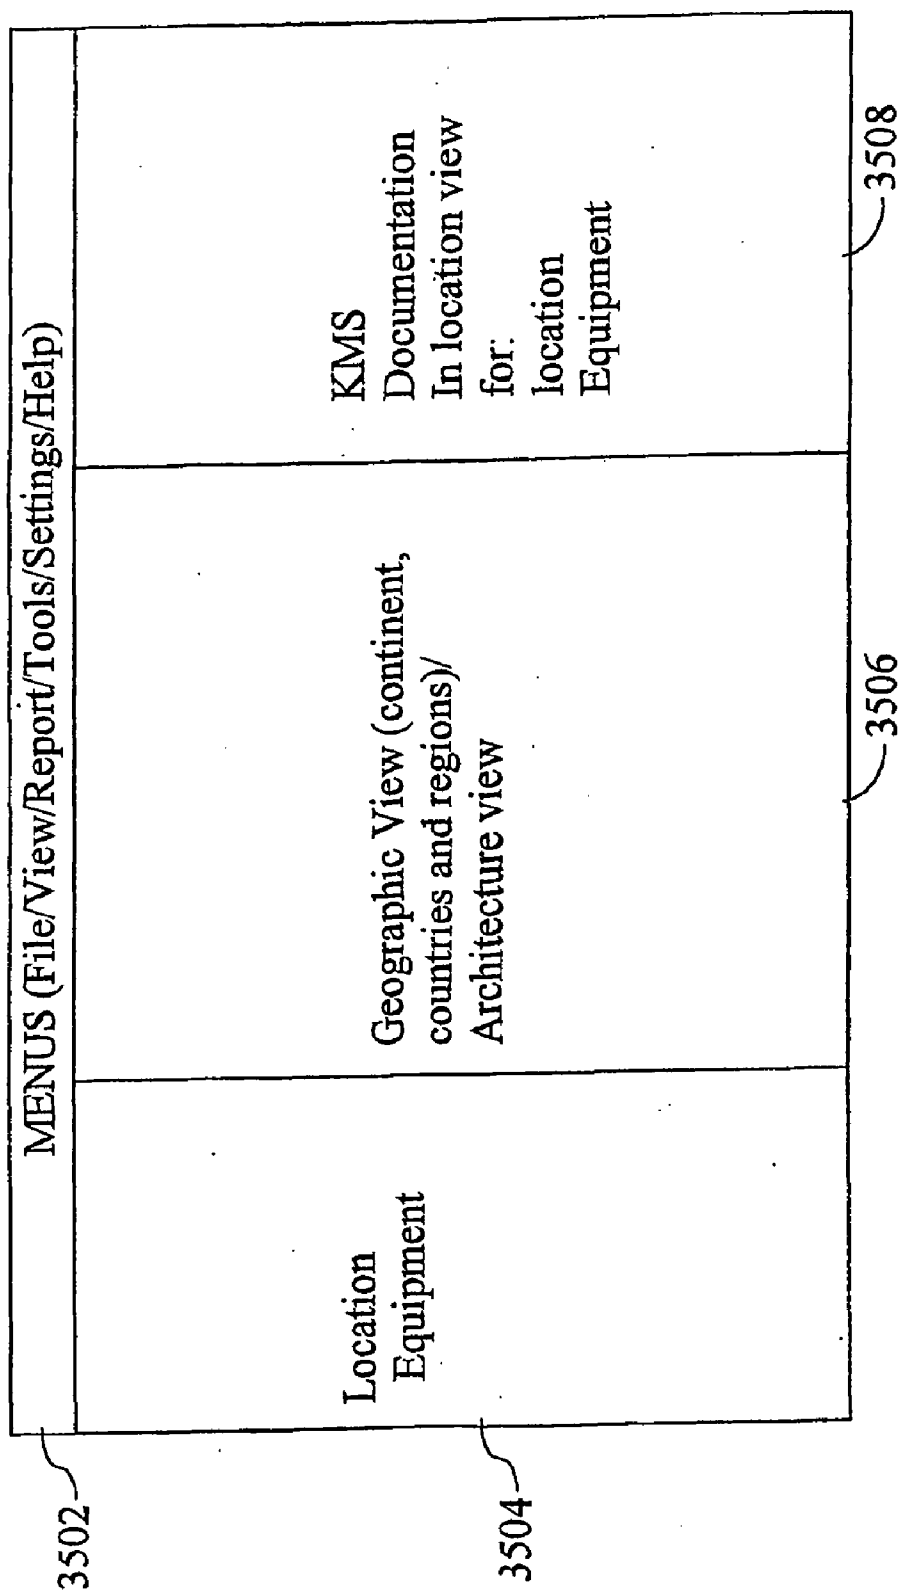 MENUS (File/View/Report/Tools/Settings/Help)
Location
Equipment
Geographic View (continent,
countries and regions)/
Architecture view
KMS
Documentation
In location view
for:
location
Equipment
3502
3504
3506
3508